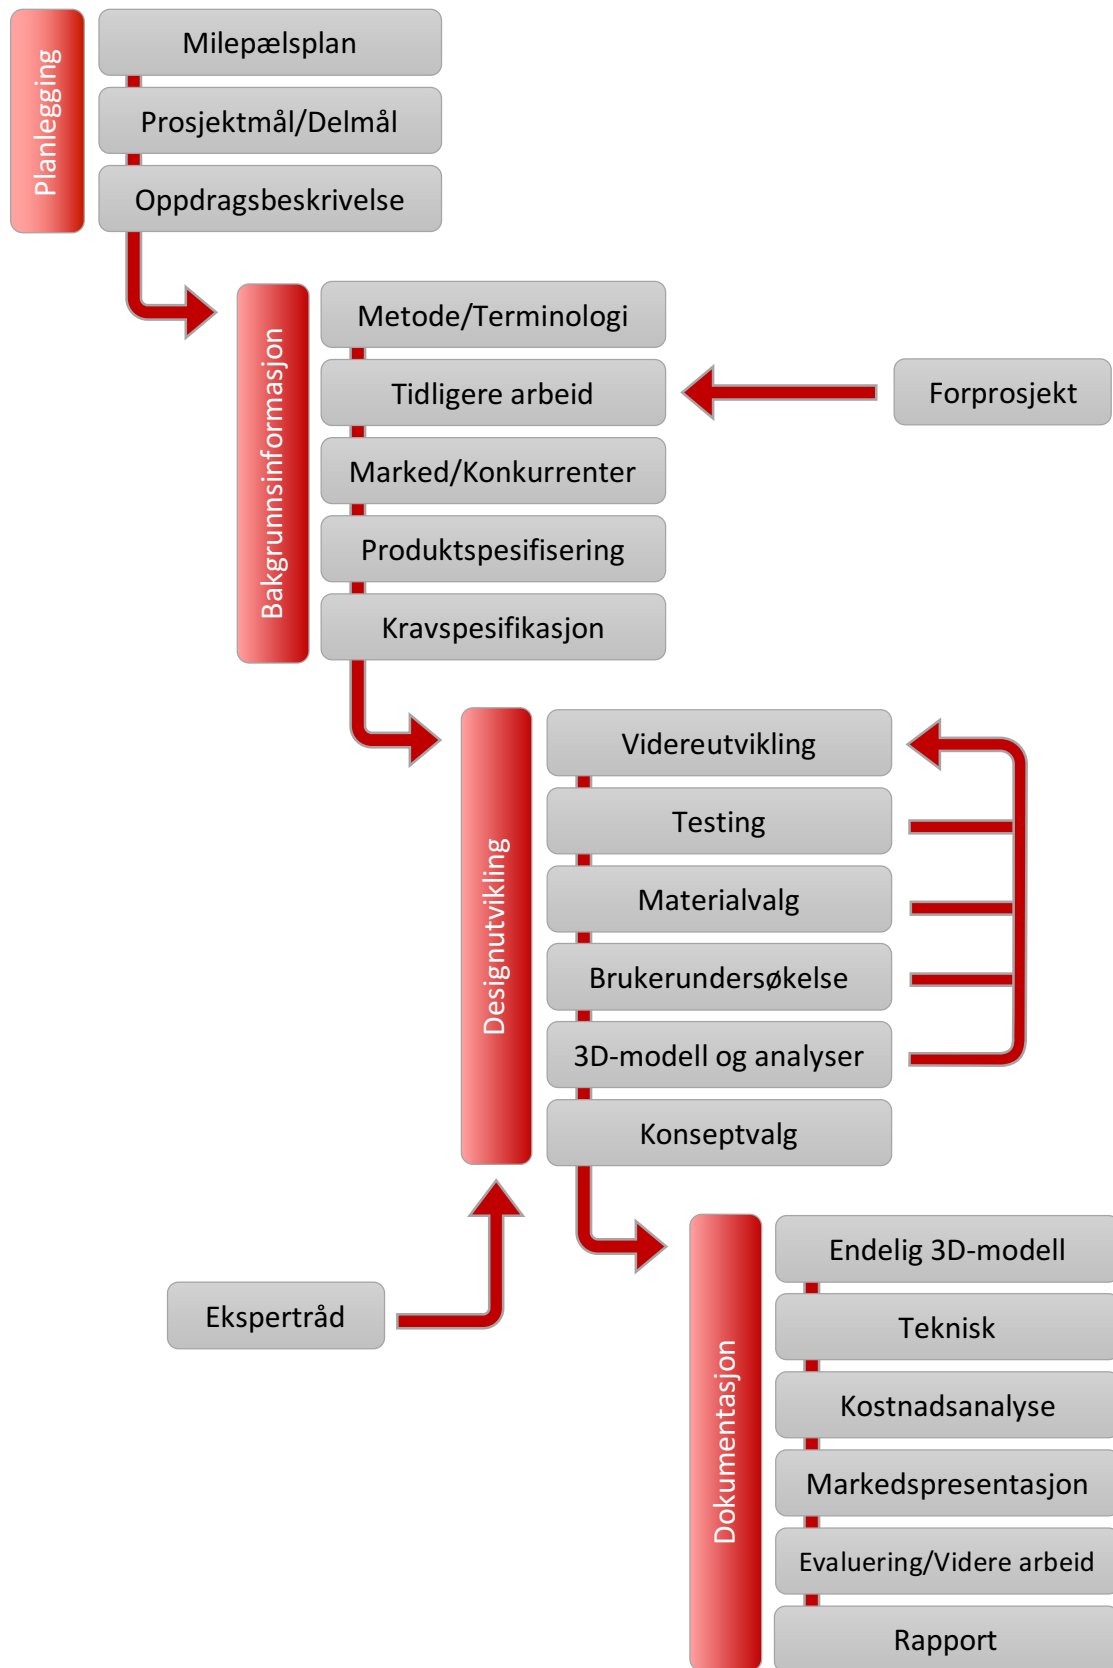 Planlegging
Milepælsplan
Prosjektmål/Delmål
Oppdragsbeskrivelse
Bakgrunnsinformasjon
Metode/Terminologi
Tidligere arbeid
Forprosjekt
Marked/Konkurrenter
Produktspesifisering
Kravspesifikasjon
Designutvikling
Videreutvikling
Testing
Materialvalg
Brukerundersøkelse
3D-modell og analyser
Konseptvalg
Ekspertråd
Dokumentasjon
Endelig 3D-modell
Teknisk
Kostnadsanalyse
Markedspresentasjon
Evaluering/Videre arbeid
Rapport